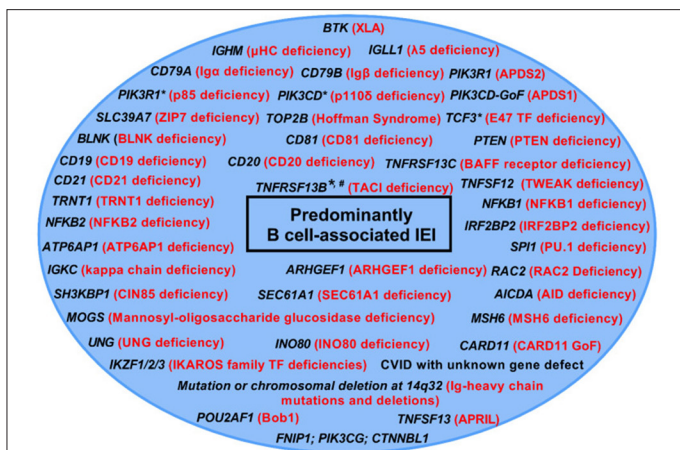 BTK (XLA)
IGHM (μHC deficiency) IGLL1 (λ5 deficiency)
CD79A (Igα deficiency) CD79B (Igβ deficiency) PIK3R1 (APDS2)
PIK3R1* (p85 deficiency) PIK3CD* (p110δ deficiency) PIK3CD-GoF (APDS1)
SLC39A7 (ZIP7 deficiency) TOP2B (Hoffman Syndrome) TCF3* (E47 TF deficiency)
BLNK (BLNK deficiency) CD81 (CD81 deficiency) PTEN (PTEN deficiency)
CD19 (CD19 deficiency) CD20 (CD20 deficiency) TNFRSF13C (BAFF receptor deficiency)
CD21 (CD21 deficiency) TNFRSF13B*, # (TACI deficiency) TNFSF12 (TWEAK deficiency)
TRNT1 (TRNT1 deficiency) NFKB1 (NFKB1 deficiency)
NFKB2 (NFKB2 deficiency) Predominantly IRF2BP2 (IRF2BP2 deficiency)
ATP6AP1 (ATP6AP1 deficiency) B cell-associated IEI SPI1 (PU.1 deficiency)
IGKC (kappa chain deficiency) ARHGEF1 (ARHGEF1 deficiency) RAC2 (RAC2 Deficiency)
SH3KBP1 (CIN85 deficiency) SEC61A1 (SEC61A1 deficiency) AICDA (AID deficiency)
MOGS (Mannosyl-oligosaccharide glucosidase deficiency) MSH6 (MSH6 deficiency)
UNG (UNG deficiency) INO80 (INO80 deficiency) CARD11 (CARD11 GoF)
IKZF1/2/3 (IKAROS family TF deficiencies) CVID with unknown gene defect
Mutation or chromosomal deletion at 14q32 (Ig-heavy chain
mutations and deletions)
POU2AF1 (Bob1) TNFSF13 (APRIL)
FNIP1; PIK3CG; CTNNBL1